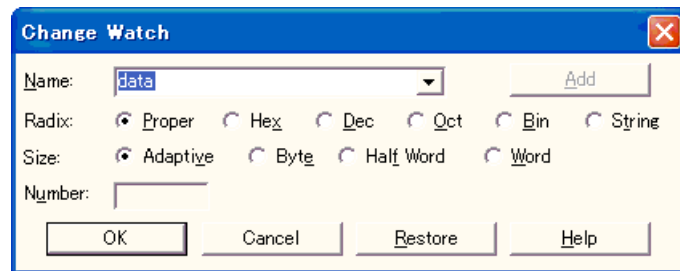 Change Watch
Name: data Add
Radix: Proper Hex Dec Oct Bin String
Size: Adaptive Byte Half Word Word
Number:
OK Cancel Restore Help